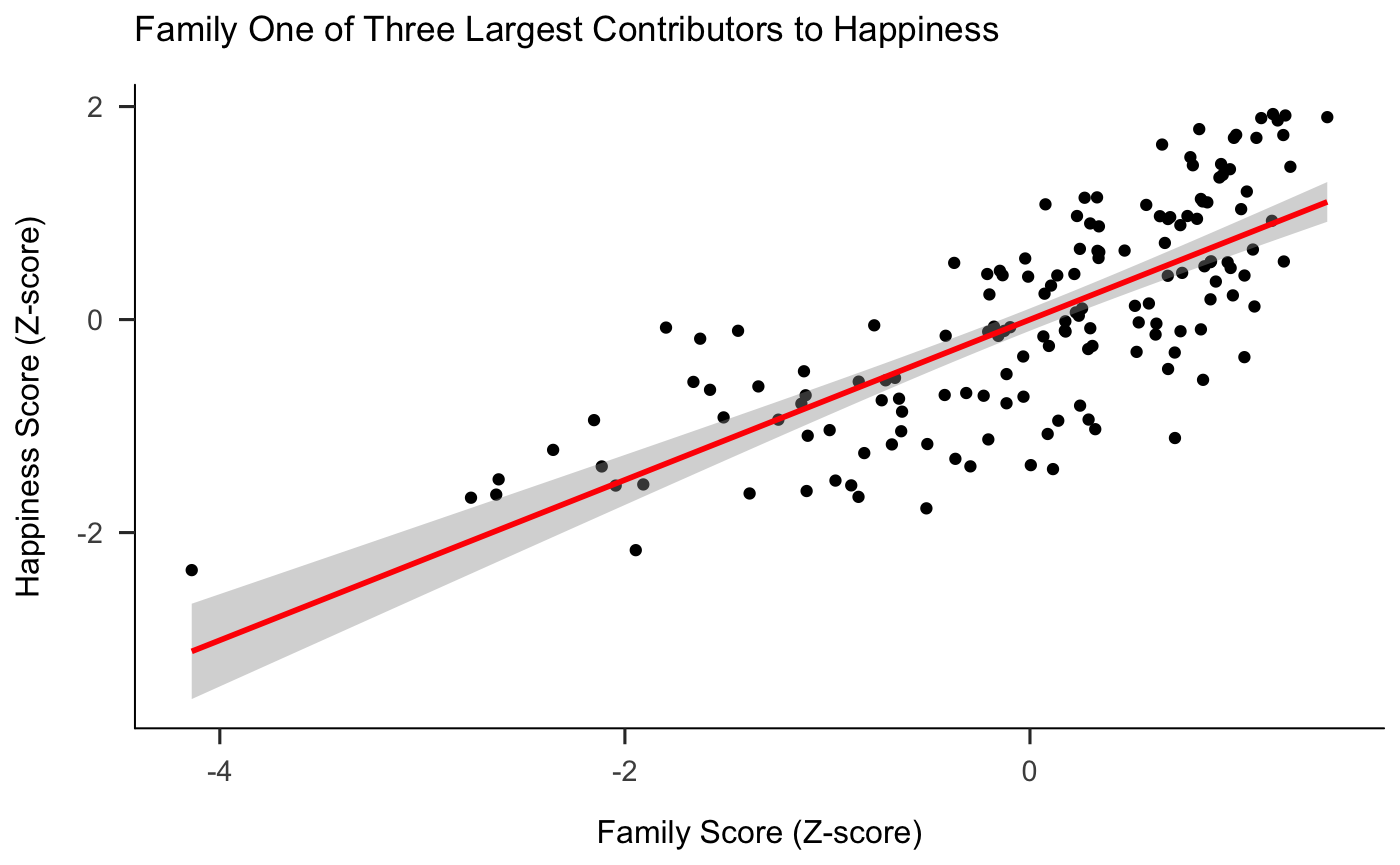 Family One of Three Largest Contributors to Happiness
2
0
-2
Happiness Score (Z-score)
-4
-2
0
Family Score (Z-score)